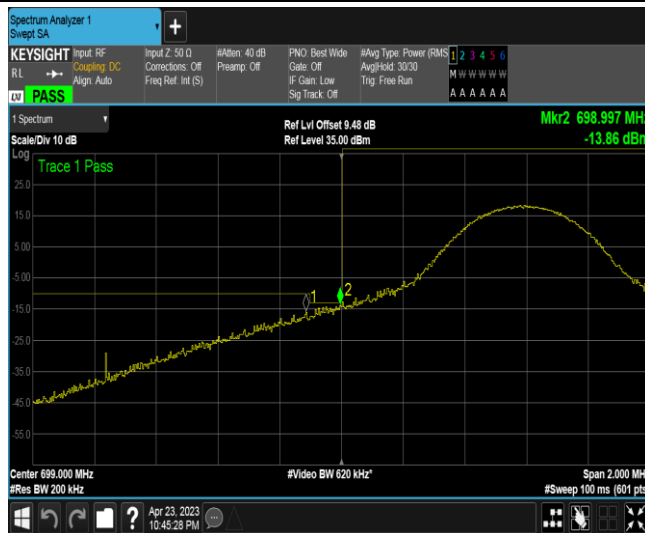 Spectrum Analyzer 1
Swept SA
+
KEYSIGHT
RL
LXI
PASS
Input: RF
Coupling: DC
Align: Auto
Input Z: 50 Ω
Corrections: Off
Freq Ref: Int (S)
#Atten: 40 dB
Preamp: Off
PNO: Best Wide
Gate: Off
IF Gain: Low
Sig Track: Off
#Avg Type: Power (RMS
Avg|Hold: 30/30
Trig: Free Run
1 2 3 4 5 6
M W W W W W
A A A A A A
1 Spectrum
Scale/Div 10 dB
Log
Ref Lvl Offset 9.48 dB
Ref Level 35.00 dBm
Mkr2 698.997 MHz
-13.86 dBm
Trace 1 Pass
25.0
15.0
5.00
-5.00
-15.0
-25.0
-35.0
-45.0
-55.0
1
2
Center 699.000 MHz
#Res BW 200 kHz
#Video BW 620 kHz*
Span 2.000 MH
#Sweep 100 ms (601 pts
?
Apr 23, 2023
10:45:28 PM